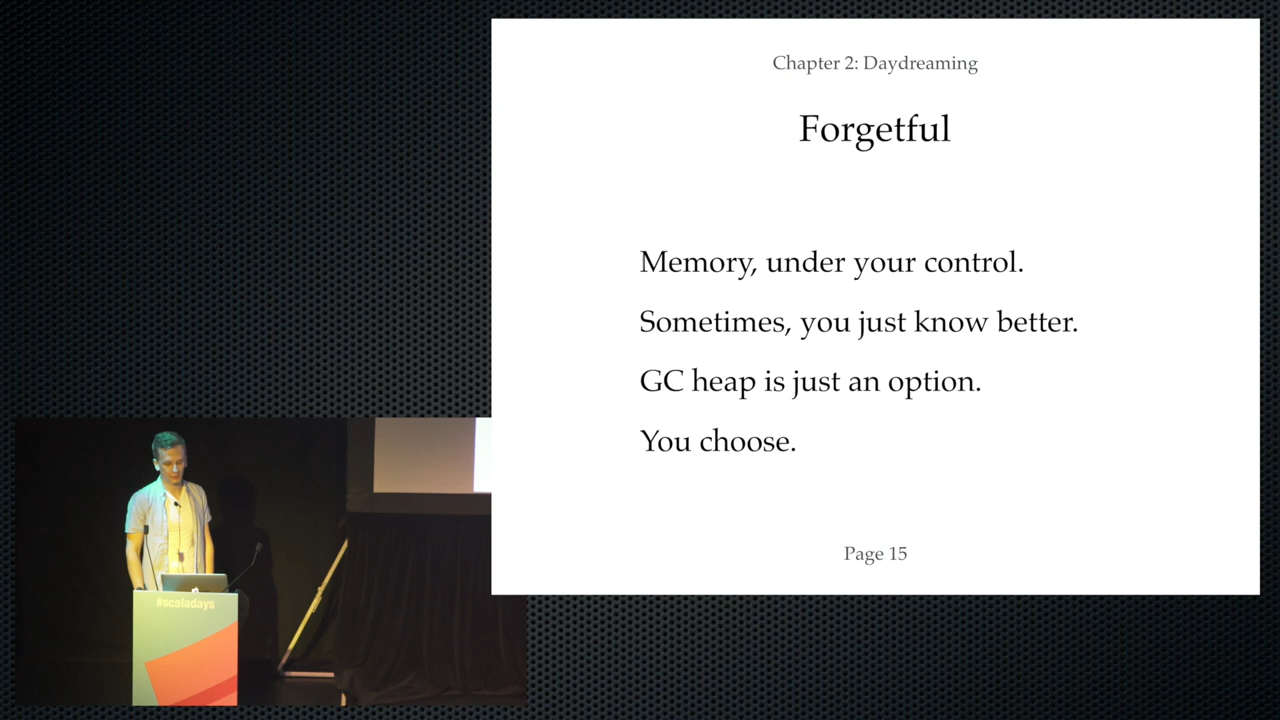 Chapter 2: Daydreaming
Forgetful
Memory, under your control.
Sometimes, you just know better.
GC heap is just an option.
You choose.
Page 15
#scaladays